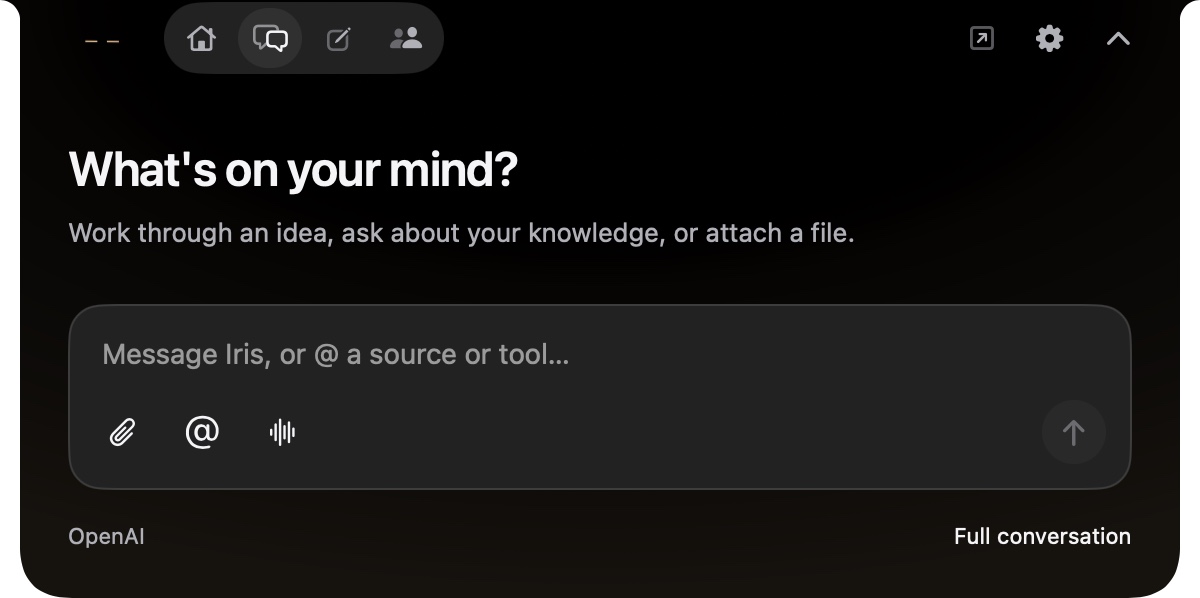 What's on your mind?
Work through an idea, ask about your knowledge, or attach a file.
Message Iris, or @ a source or tool...
@
OpenAI
Full conversation